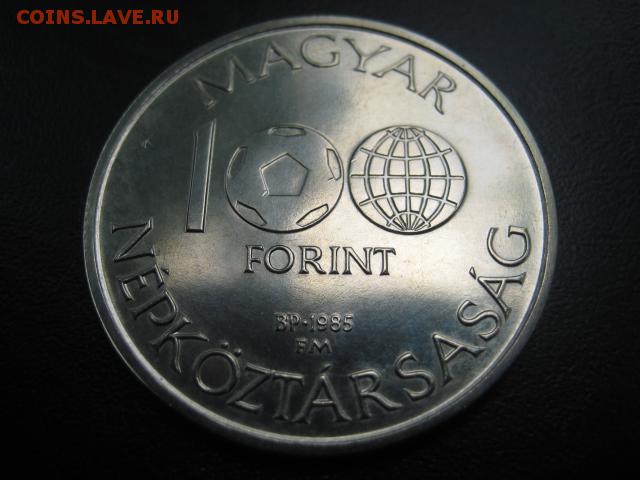 COINS.LAVE.RU
MAGYAR
100
FORINT
BP·1985
FM
NÉPKÖZTÁRSASÁG